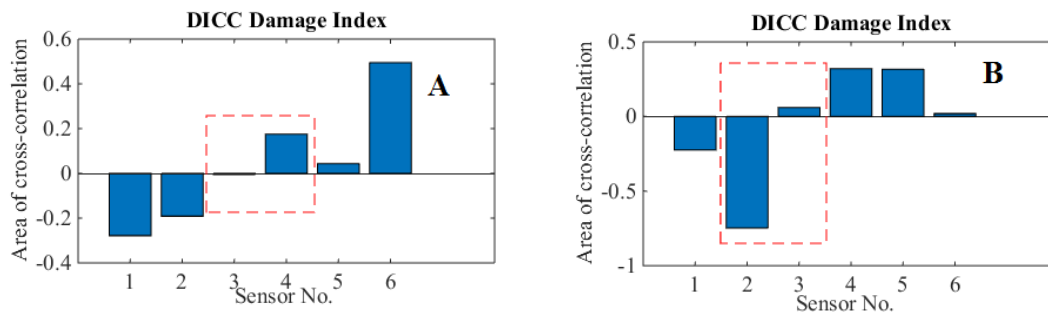 DICC Damage Index
Area of cross-correlation
0.6
0.4
0.2
0
-0.2
-0.4
A
1 2 3 4 5 6
Sensor No.
DICC Damage Index
Area of cross-correlation
0.5
0
-0.5
-1
B
1 2 3 4 5 6
Sensor No.